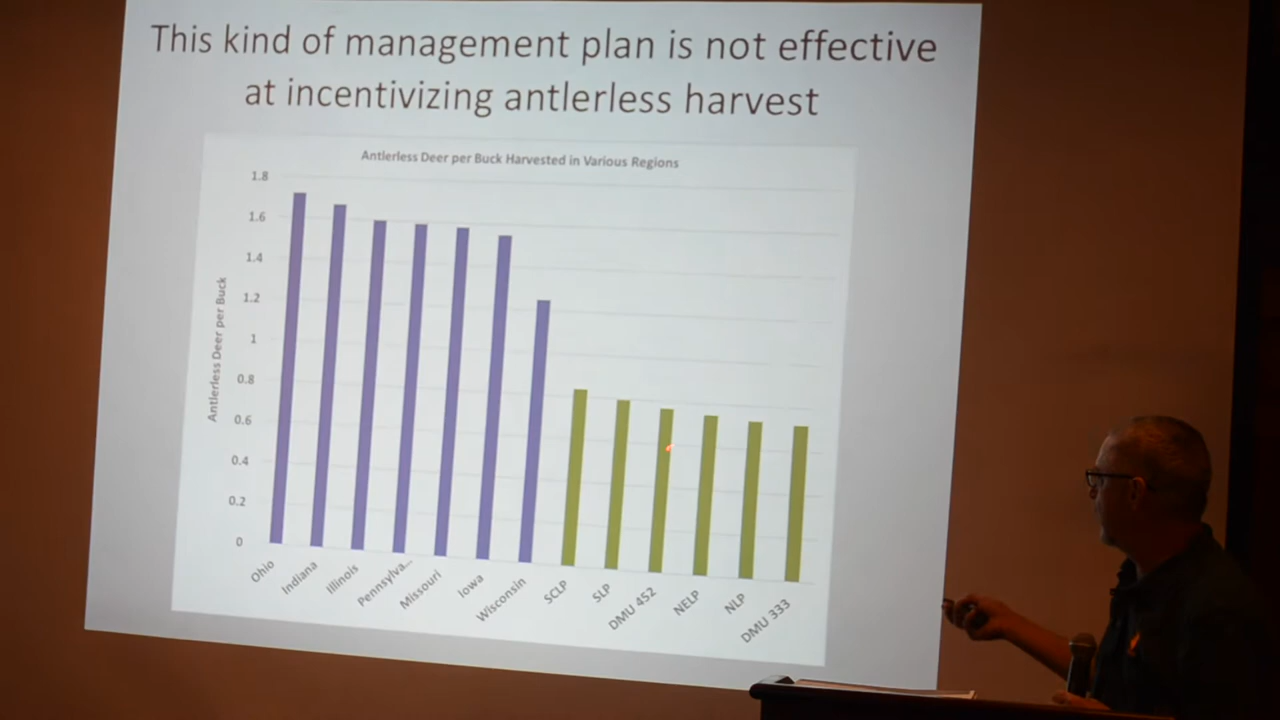 This kind of management plan is not effective
at incentivizing antlerless harvest
Antlerless Deer per Buck Harvested in Various Regions
Antlerless Deer per Buck
1.8
1.6
1.4
1.2
1
0.8
0.6
0.4
0.2
0
Ohio
Indiana
Illinois
Pennsylva...
Missouri
Iowa
Wisconsin
SCLP
SLP
DMU 452
NELP
NLP
DMU 333